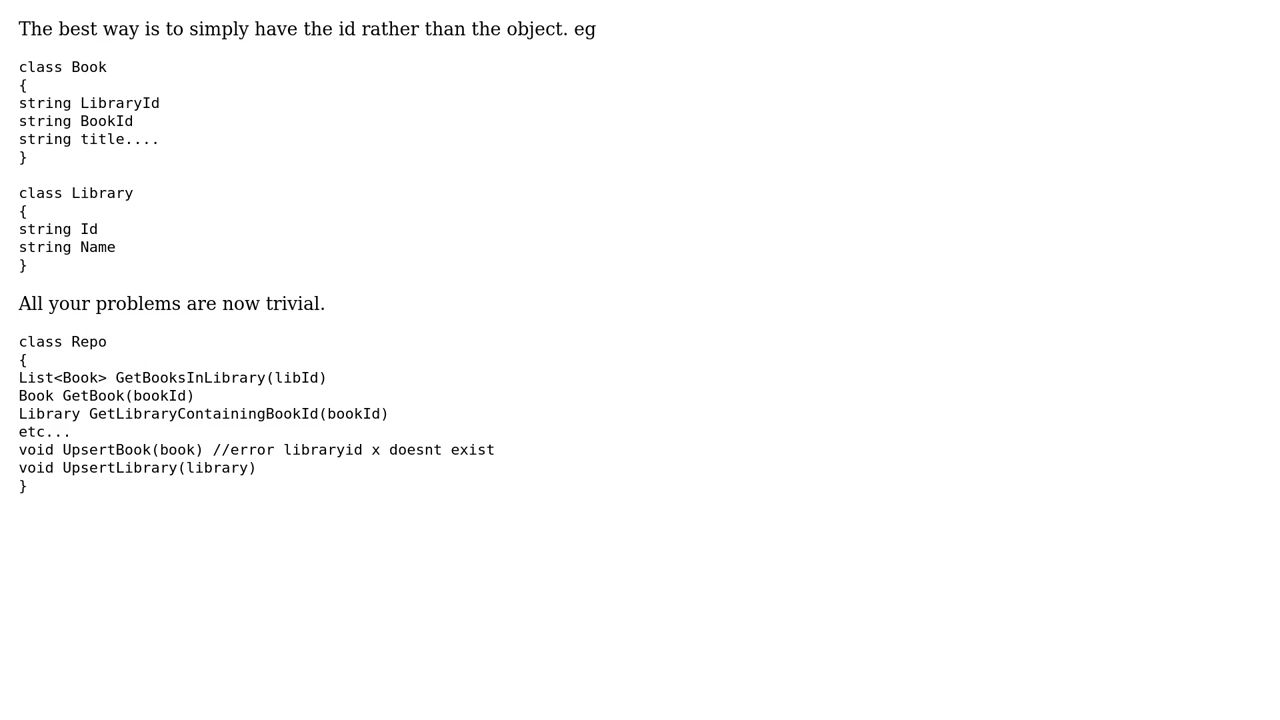 The best way is to simply have the id rather than the object. eg
class Book
{
string LibraryId
string BookId
string title....
}
class Library
{
string Id
string Name
}
All your problems are now trivial.
class Repo
{
List<Book> GetBooksInLibrary(libId)
Book GetBook(bookId)
Library GetLibraryContainingBookId(bookId)
etc...
void UpsertBook(book) //error libraryid x doesnt exist
void UpsertLibrary(library)
}